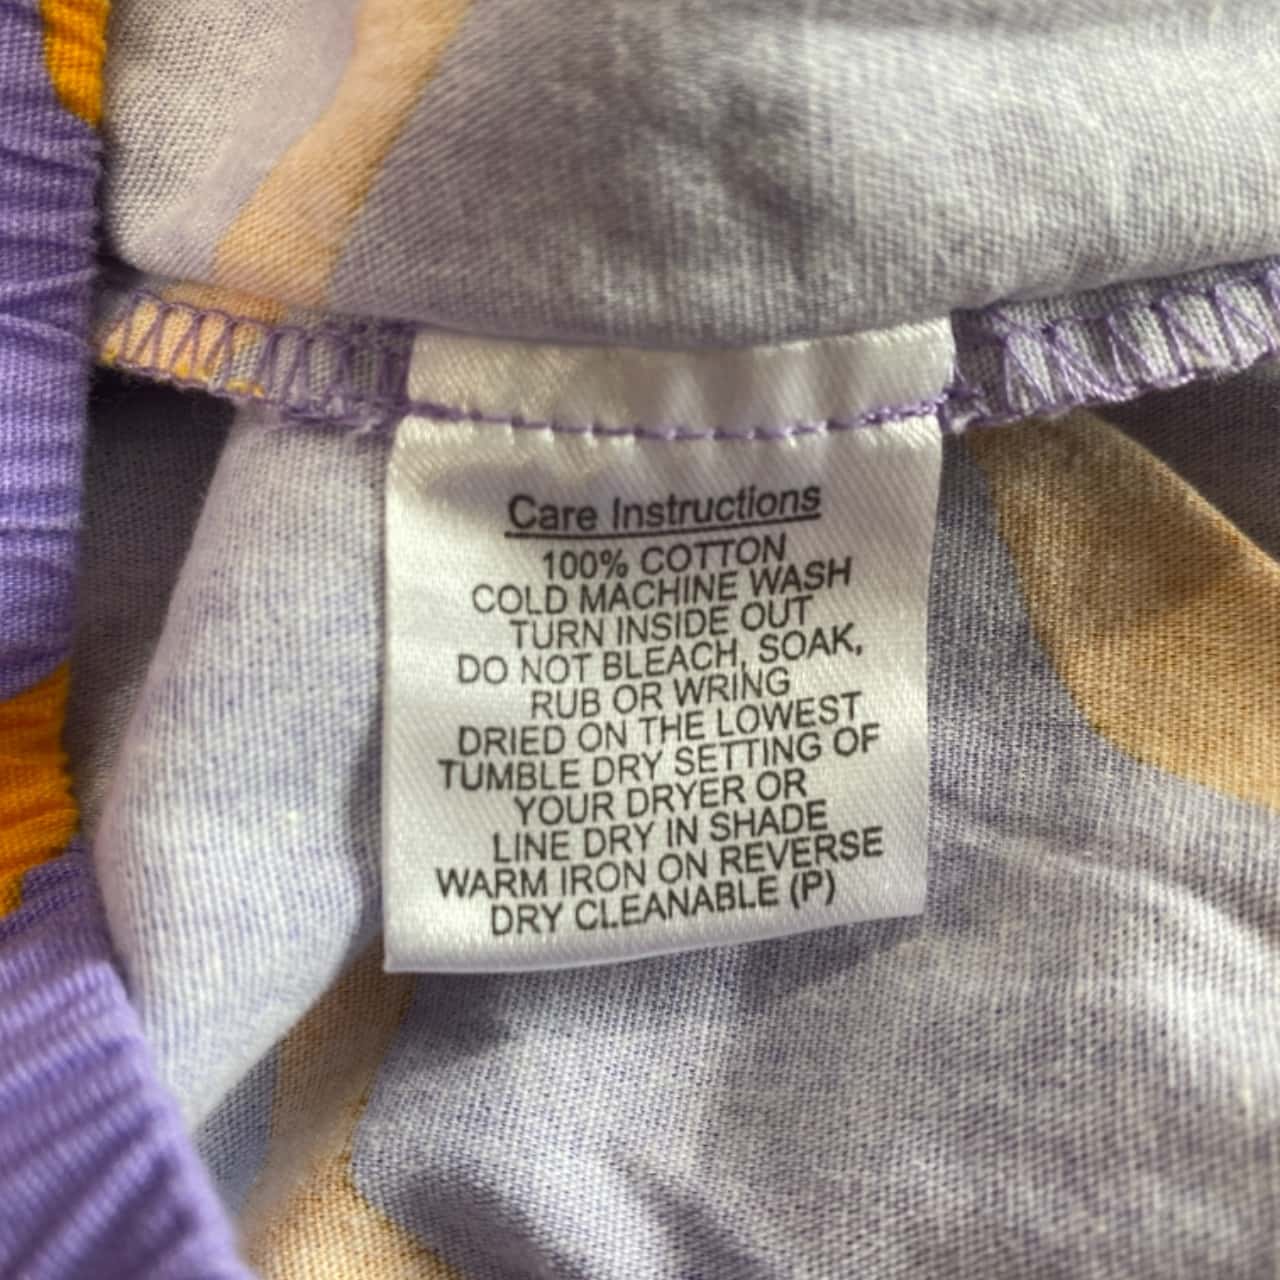 Care Instructions
100% COTTON
COLD MACHINE WASH
TURN INSIDE OUT
DO NOT BLEACH, SOAK,
RUB OR WRING
DRIED ON THE LOWEST
TUMBLE DRY SETTING OF
YOUR DRYER OR
LINE DRY IN SHADE
WARM IRON ON REVERSE
DRY CLEANABLE (P)